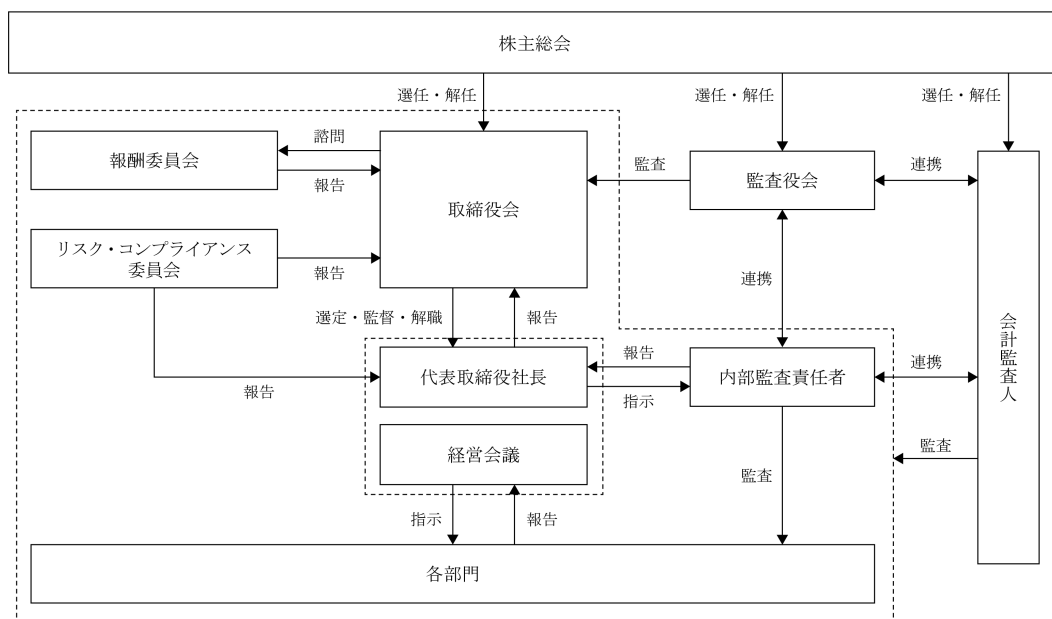 株主総会
選任・解任
選任・解任
選任・解任
報酬委員会
諮問
報告
取締役会
監査
監査役会
連携
リスク・コンプライアンス
委員会
報告
連携
会計監査人
選定・監督・解職
報告
代表取締役社長
報告
指示
内部監査責任者
連携
報告
経営会議
監査
監査
指示
報告
各部門